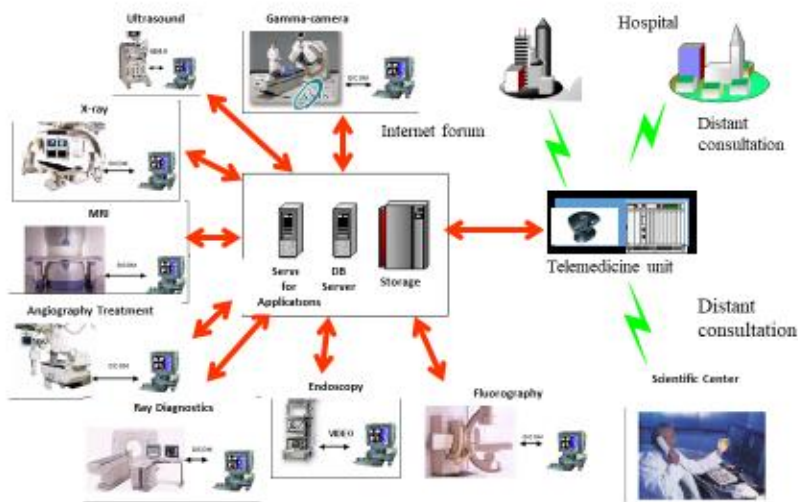 Ultrasound
Gamma-camera
Hospital
VIDEO
DICOM
X-ray
Internet forum
Distant
consultation
DICOM
MRI
DICOM
Serve
for
Applications
DB
Server
Storage
Telemedicine unit
Angiography Treatment
DICOM
Distant
consultation
Ray Diagnostics
Endoscopy
Fluorography
Scientific Center
DICOM
VIDEO
DICOM